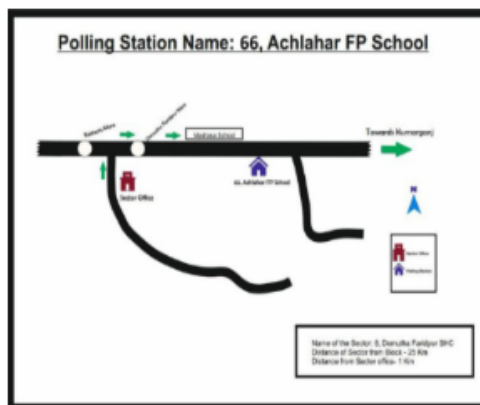 Polling Station Name: 66, Achlahar FP School
Madrasa School
Towards Kumarganj
Sector Office
66, Achlahar FP School
N
Sector Office
Polling Station
Name of the Sector: 8, Domutha Faridpur SHC
Distance of Sector from Block - 25 Km
Distance from Sector office- 1 Km